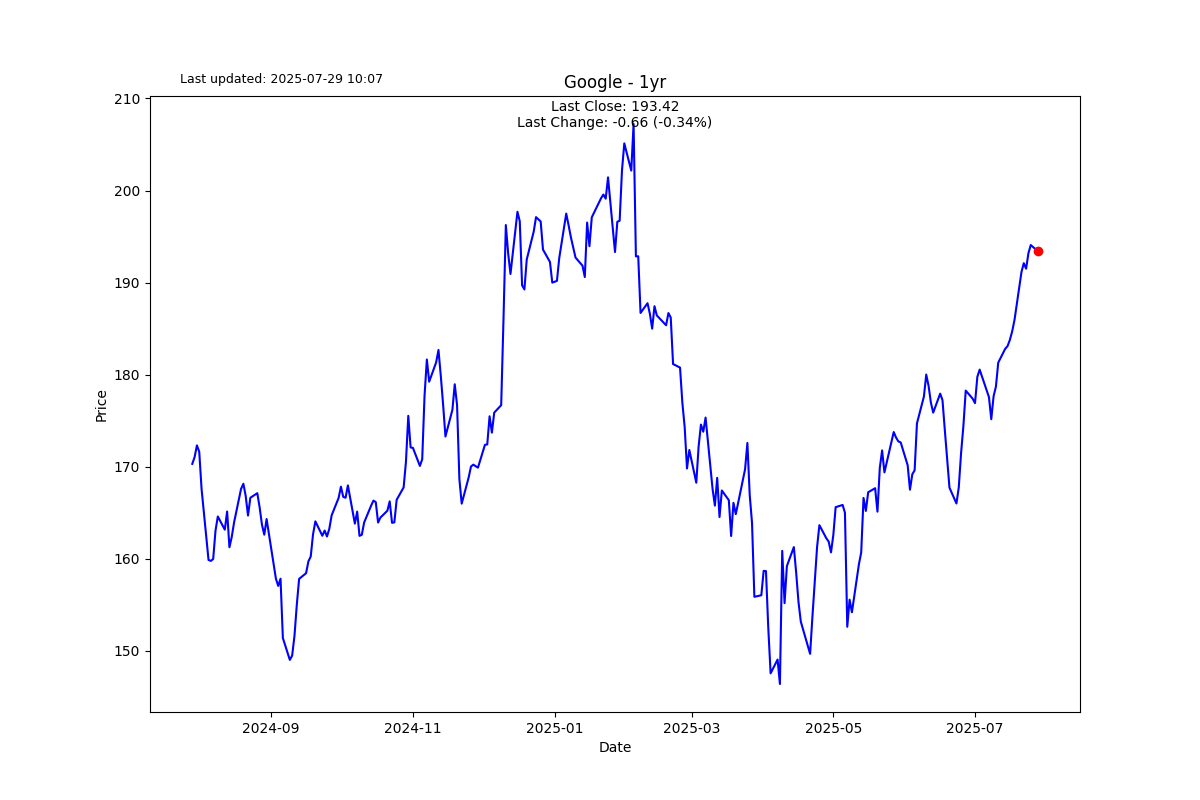 Last updated: 2025-07-29 10:07
Google - 1yr
Last Close: 193.42
Last Change: -0.66 (-0.34%)
210
200
190
180
170
160
150
Price
2024-09
2024-11
2025-01
2025-03
2025-05
2025-07
Date